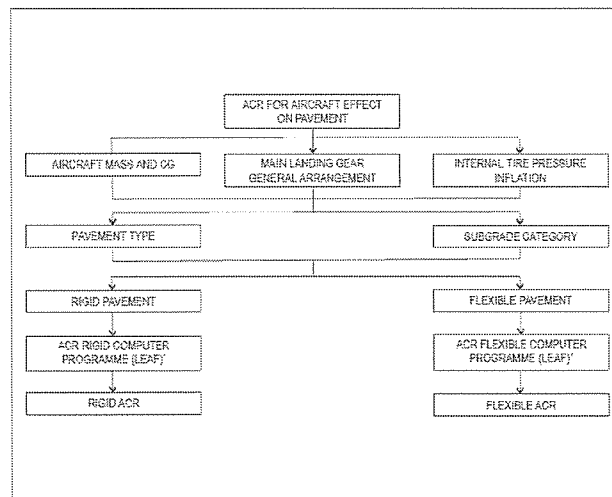 ACR FOR AIRCRAFT EFFECT
ON PAVEMENT
AIRCRAFT MASS AND CG
MAIN LANDING GEAR
GENERAL ARRANGEMENT
INTERNAL TIRE PRESSURE
INFLATION
PAVEMENT TYPE
SUBGRADE CATEGORY
RIGID PAVEMENT
FLEXIBLE PAVEMENT
ACR RIGID COMPUTER
PROGRAMME (LEAF)*
ACR FLEXIBLE COMPUTER
PROGRAMME (LEAF)*
RIGID ACR
FLEXIBLE ACR